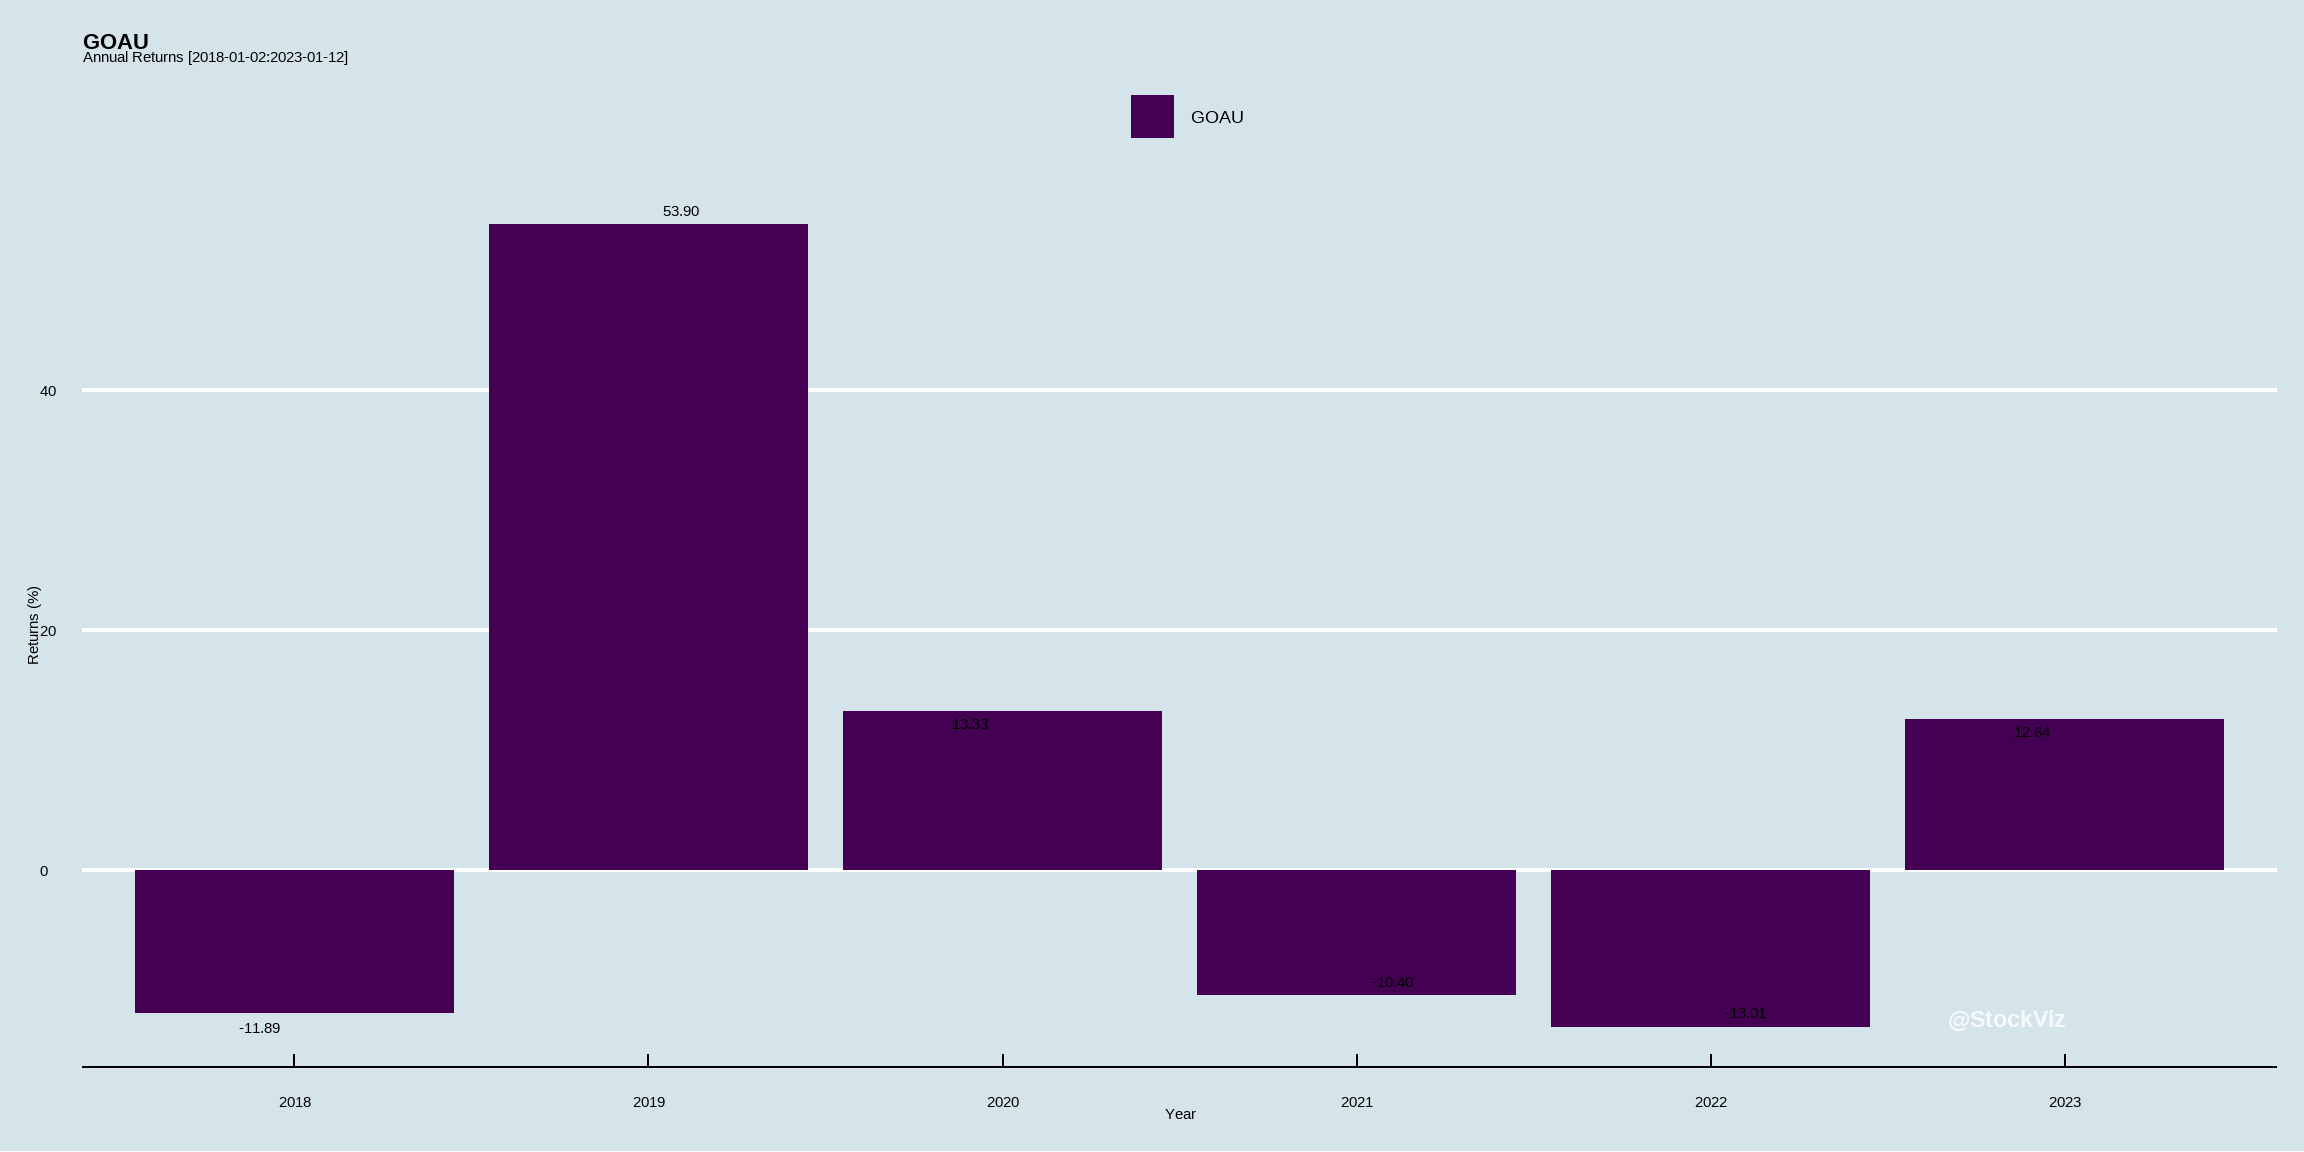 GOAU
Annual Returns [2018-01-02:2023-01-12]
GOAU
53.90
40
Returns (%)
20
13.33
12.64
0
-10.40
-13.01
-11.89
@StockViz
2018
2019
2020
2021
2022
2023
Year